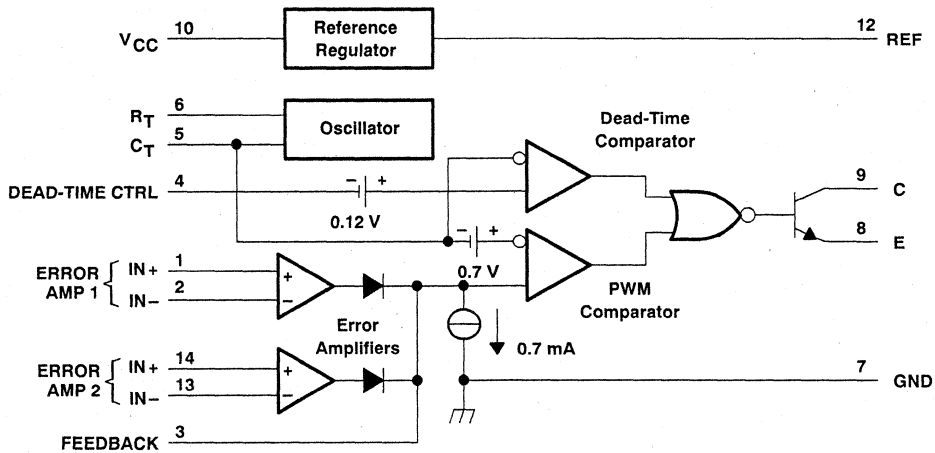 VCC 10
Reference
Regulator
12 REF
RT 6
CT 5
Oscillator
Dead-Time
Comparator
DEAD-TIME CTRL 4
− +
0.12 V
9 C
8 E
− +
0.7 V
PWM
Comparator
ERROR
AMP 1
IN+ 1
IN− 2
+
−
Error
Amplifiers
0.7 mA
ERROR
AMP 2
IN+ 14
IN− 13
+
−
7 GND
FEEDBACK 3